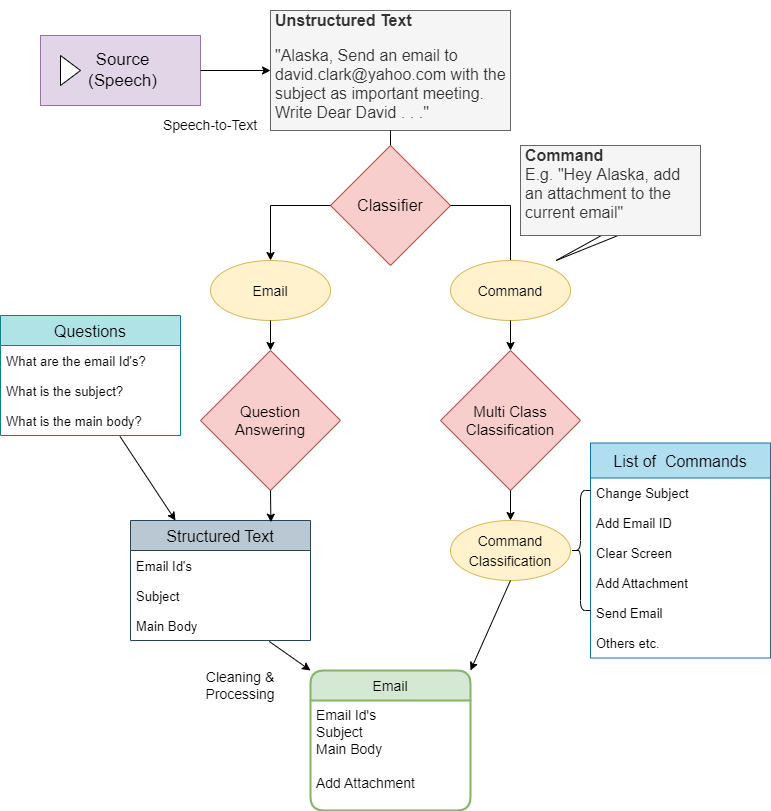 Source
(Speech)
Unstructured Text
"Alaska, Send an email to
david.clark@yahoo.com with the
subject as important meeting.
Write Dear David . . ."
Speech-to-Text
Classifier
Command
E.g. "Hey Alaska, add
an attachment to the
current email"
Email
Command
Questions
What are the email Id's?
What is the subject?
What is the main body?
Question
Answering
Multi Class
Classification
List of  Commands
Change Subject
Add Email ID
Clear Screen
Add Attachment
Send Email
Others etc.
Structured Text
Email Id's
Subject
Main Body
Command
Classification
Cleaning &
Processing
Email
Email Id's
Subject
Main Body
Add Attachment